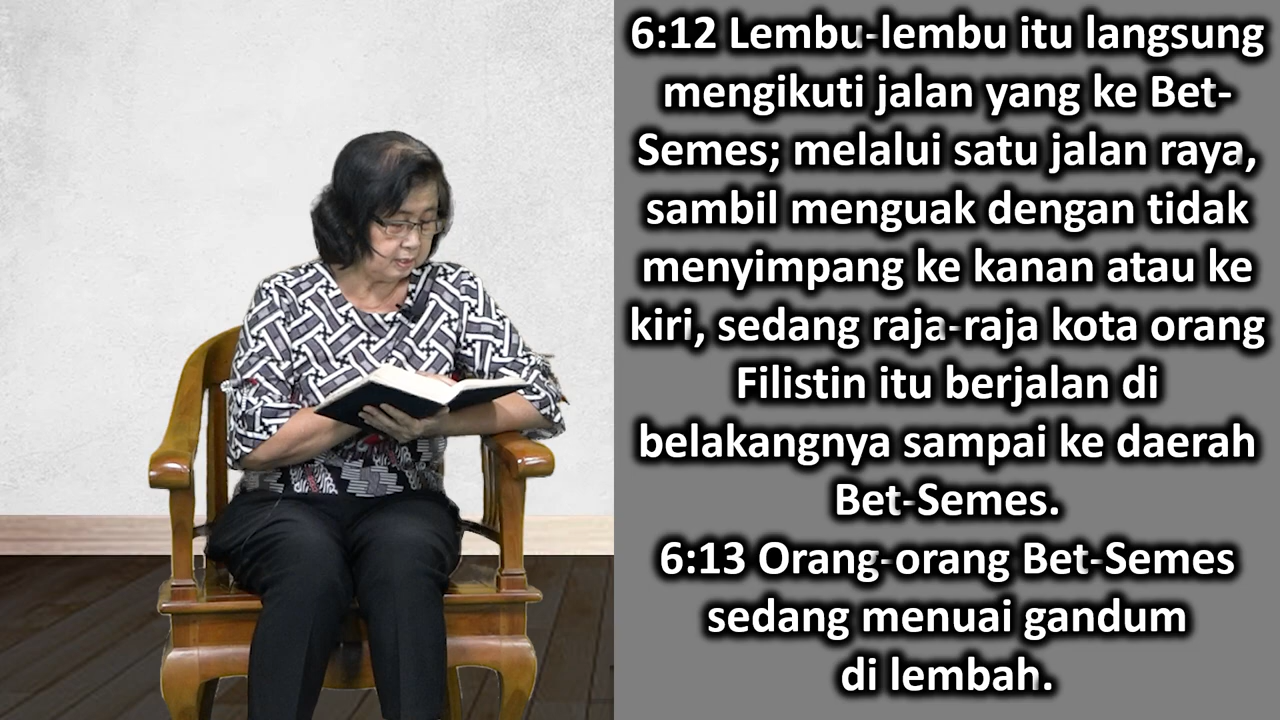 6:12 Lembu-lembu itu langsung
mengikuti jalan yang ke Bet-
Semes; melalui satu jalan raya,
sambil menguak dengan tidak
menyimpang ke kanan atau ke
kiri, sedang raja-raja kota orang
Filistin itu berjalan di
belakangnya sampai ke daerah
Bet-Semes.
6:13 Orang-orang Bet-Semes
sedang menuai gandum
di lembah.